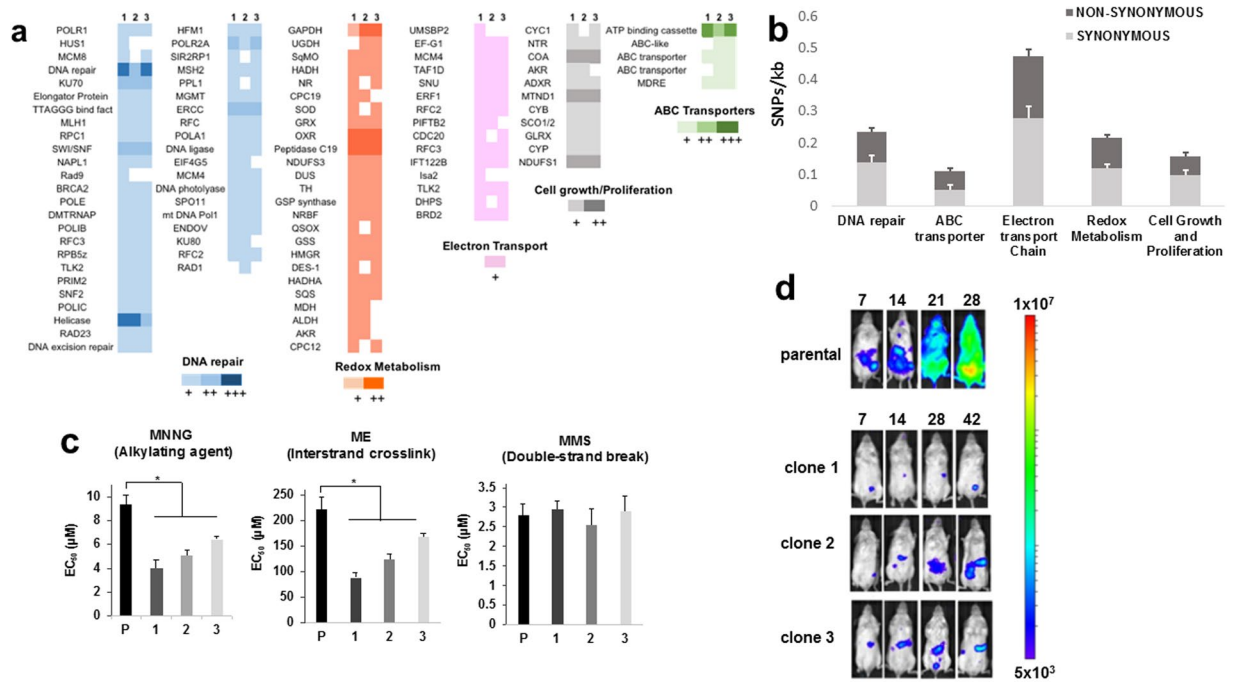 a
1 2 3
POLR1
HUS1
MCM8
DNA repair
KU70
Elongator Protein
TTAGGG bind fact
MLH1
RPC1
SWI/SNF
NAPL1
Rad9
BRCA2
POLE
DMTRNAP
POLIB
RFC3
RPB5z
TLK2
PRIM2
SNF2
POLIC
Helicase
RAD23
DNA excision repair
1 2 3
HFM1
POLR2A
SIR2RP1
MSH2
PPL1
MGMT
ERCC
RFC
POLA1
DNA ligase
EIF4G5
MCM4
DNA photolyase
SPO11
mt DNA Pol1
ENDOV
KU80
RFC2
RAD1
DNA repair
+ ++ +++
1 2 3
GAPDH
UGDH
SqMO
HADH
NR
CPC19
SOD
GRX
OXR
Peptidase C19
NDUFS3
DUS
TH
GSP synthase
NRBF
QSOX
GSS
HMGR
DES-1
HADHA
SQS
MDH
ALDH
AKR
CPC12
Redox Metabolism
+ ++
1 2 3
UMSBP2
EF-G1
MCM4
TAF1D
SNU
ERF1
RFC2
PIFTB2
CDC20
RFC3
IFT122B
Isa2
TLK2
DHPS
BRD2
Electron Transport
+
1 2 3
CYC1
NTR
COA
AKR
ADXR
MTND1
CYB
SCO1/2
GLRX
CYP
NDUFS1
Cell growth/Proliferation
+ ++
1 2 3
ATP binding cassette
ABC-like
ABC transporter
ABC transporter
MDRE
ABC Transporters
+ ++ +++
b
NON-SYNONYMOUS
SYNONYMOUS
SNPs/kb
0.6
0.5
0.4
0.3
0.2
0.1
0
DNA repair
ABC
transporter
Electron
transport
Chain
Redox
Metabolism
Cell Growth
and
Proliferation
c
MNNG
(Alkylating agent)
*
EC50 (µM)
10
8
6
4
2
0
P 1 2 3
ME
(Interstrand crosslink)
*
EC50 (µM)
250
200
150
100
50
0
P 1 2 3
MMS
(Double-strand break)
EC50 (µM)
3.5
3
2.5
2
1.5
1
0.5
0
P 1 2 3
d
7 14 21 28
parental
7 14 28 42
clone 1
clone 2
clone 3
1x10⁷
5x10³